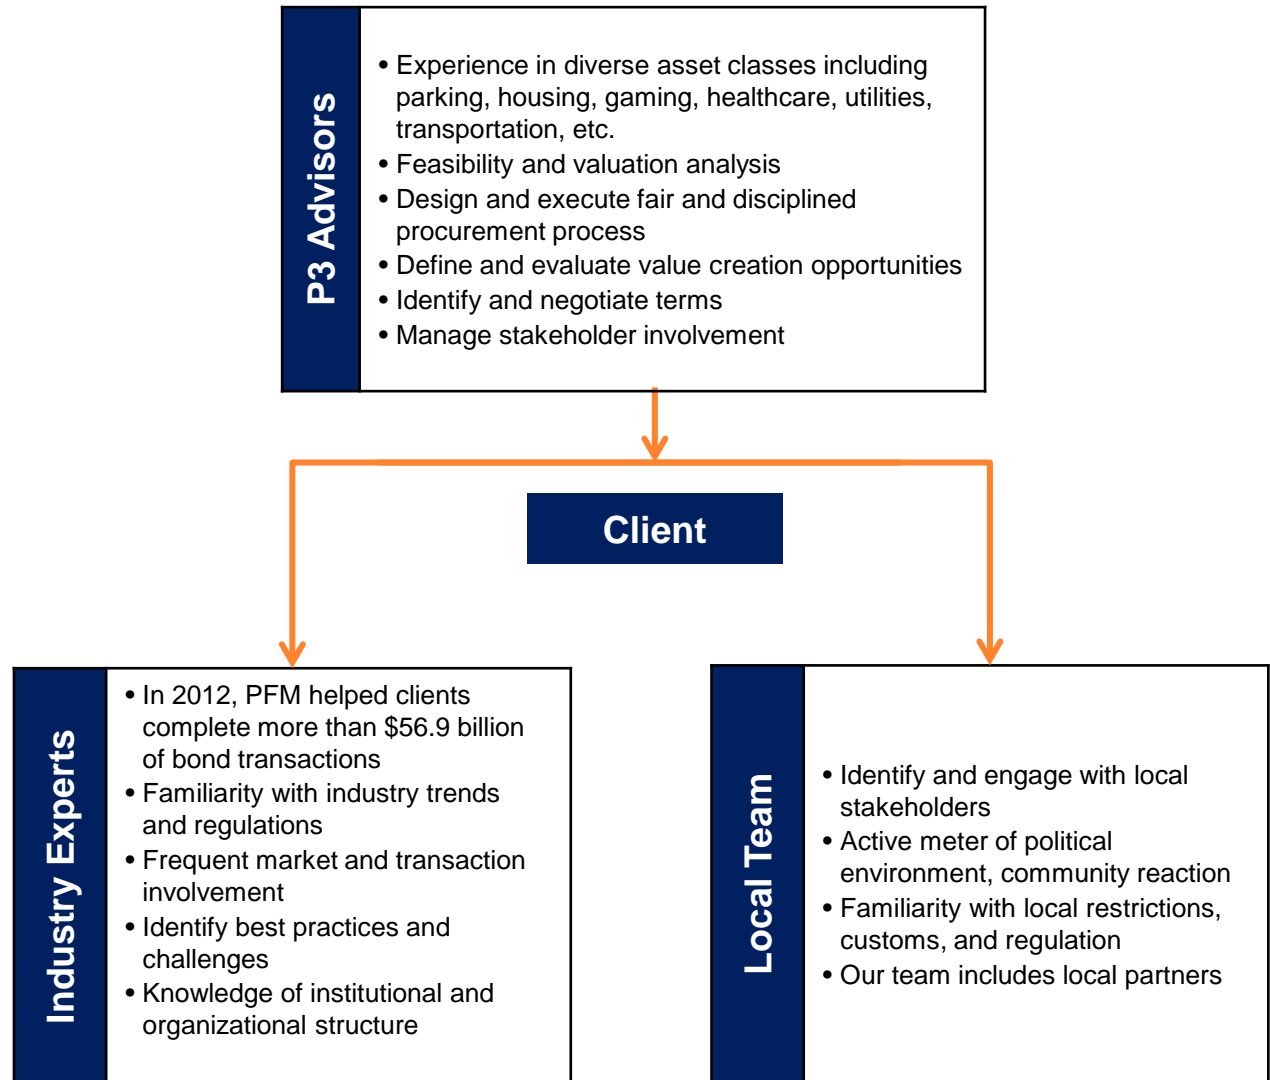 P3 Advisors
• Experience in diverse asset classes including
parking, housing, gaming, healthcare, utilities,
transportation, etc.
• Feasibility and valuation analysis
• Design and execute fair and disciplined
procurement process
• Define and evaluate value creation opportunities
• Identify and negotiate terms
• Manage stakeholder involvement
Client
Industry Experts
• In 2012, PFM helped clients
complete more than $56.9 billion
of bond transactions
• Familiarity with industry trends
and regulations
• Frequent market and transaction
involvement
• Identify best practices and
challenges
• Knowledge of institutional and
organizational structure
Local Team
• Identify and engage with local
stakeholders
• Active meter of political
environment, community reaction
• Familiarity with local restrictions,
customs, and regulation
• Our team includes local partners